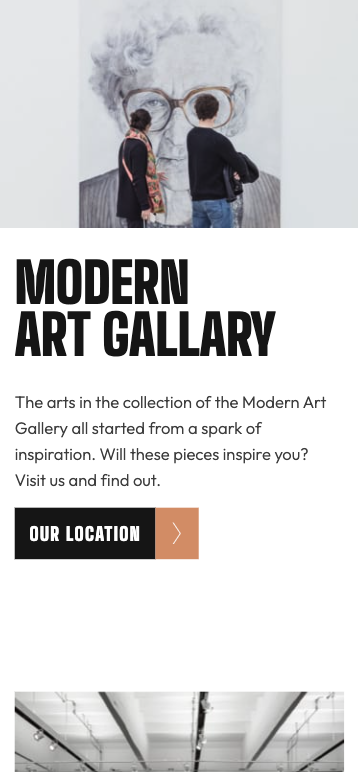 MODERN
ART GALLARY
The arts in the collection of the Modern Art
Gallery all started from a spark of
inspiration. Will these pieces inspire you?
Visit us and find out.
OUR LOCATION